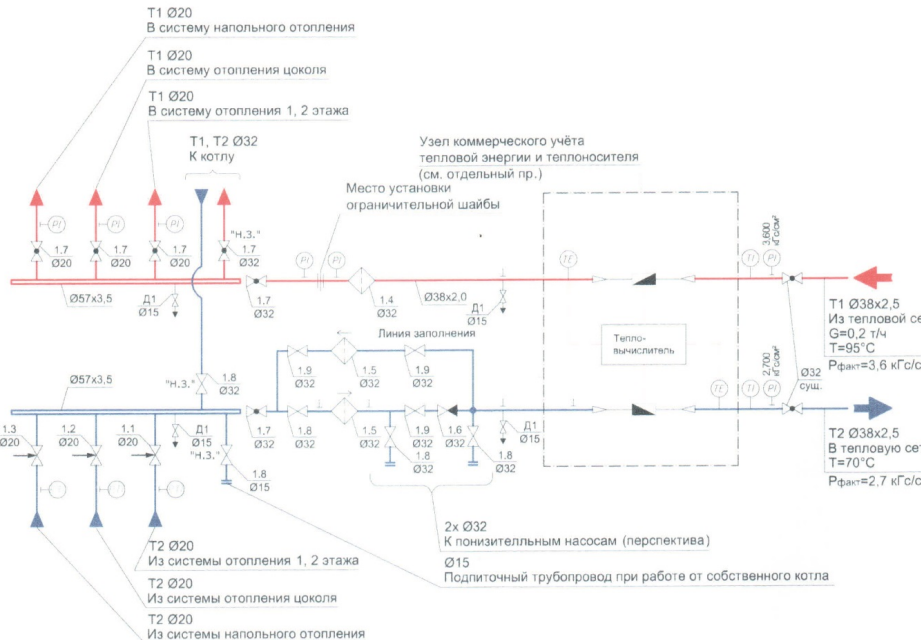 Т1 Ø20
В систему напольного отопления
Т1 Ø20
В систему отопления цоколя
Т1 Ø20
В систему отопления 1, 2 этажа
Т1, Т2 Ø32
К котлу
Узел коммерческого учёта
тепловой энергии и теплоносителя
(см. отдельный пр.)
Место установки
ограничительной шайбы
PI
PI
PI
"Н.З."
1.7
Ø20
1.7
Ø20
1.7
Ø20
1.7
Ø32
PI
PI
TE
TI
PI
3,600
кГс/см²
Ø57х3,5
Д1
Ø15
1.7
Ø32
1.4
Ø32
Ø38х2,0
Д1
Ø15
Т1 Ø38х2,5
Из тепловой се
G=0,2 т/ч
Т=95°С
Рфакт=3,6 кГс/с
Линия заполнения
Тепло-
вычислитель
1.9
Ø32
1.5
Ø32
1.9
Ø32
Ø32
сущ.
"Н.З."
1.8
Ø32
Ø57х3,5
2,700
кГс/см²
TE
TI
PI
1.3
Ø20
1.2
Ø20
1.1
Ø20
Д1
Ø15
"Н.З."
1.8
Ø15
1.7
Ø32
1.8
Ø32
1.5
Ø32
1.9
Ø32
1.6
Ø32
1.8
Ø32
1.8
Ø32
Д1
Ø15
Т2 Ø38х2,5
В тепловую сет
Т=70°С
Рфакт=2,7 кГс/с
2х Ø32
К понизителльным насосам (перспектива)
Ø15
Подпиточный трубопровод при работе от собственного котла
Т2 Ø20
Из системы отопления 1, 2 этажа
Т2 Ø20
Из системы отопления цоколя
Т2 Ø20
Из системы напольного отопления